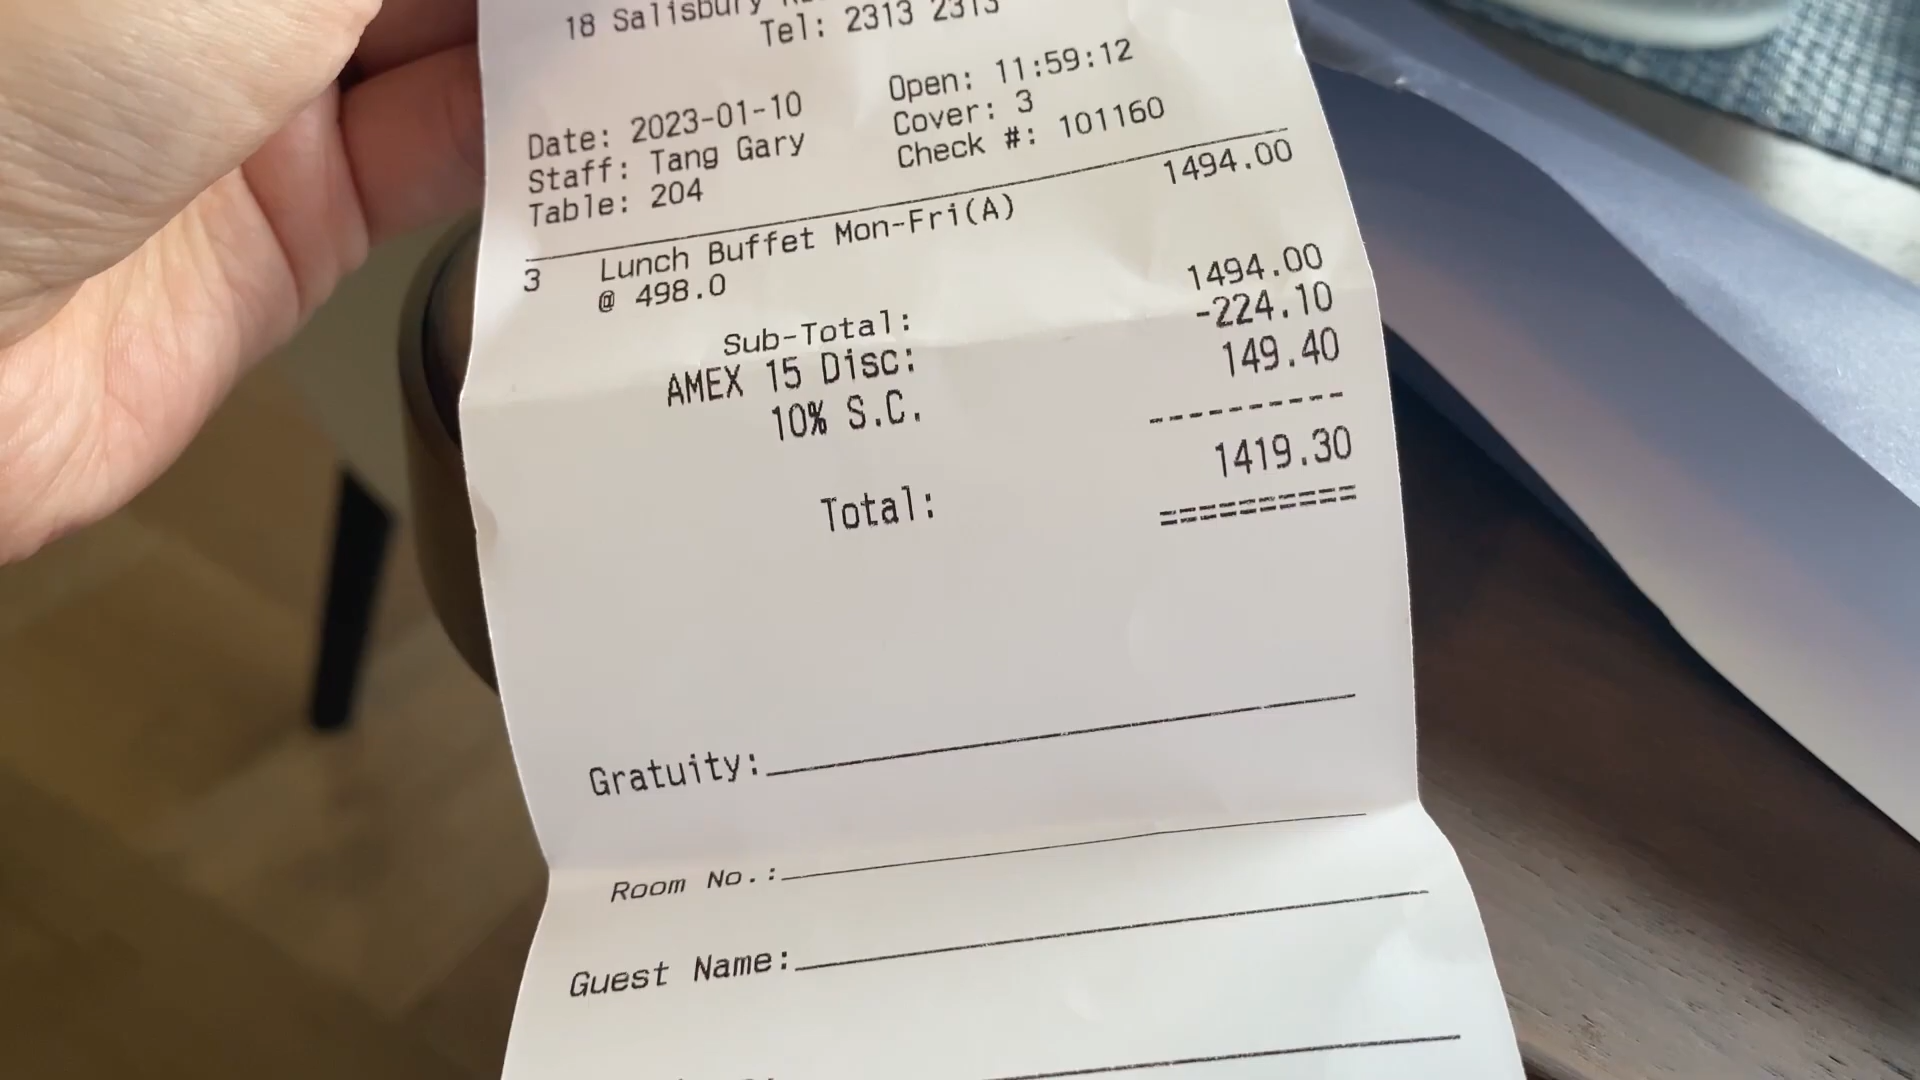 18 Salisbury
Tel: 2313 2313
Date: 2023-01-10 Open: 11:59:12
Staff: Tang Gary Cover: 3
Table: 204 Check #: 101160
3 Lunch Buffet Mon-Fri(A) 1494.00
@ 498.0
Sub-Total: 1494.00
AMEX 15 Disc: -224.10
10% S.C. 149.40
----------
Total: 1419.30
==========
Gratuity:
Room No.:
Guest Name: